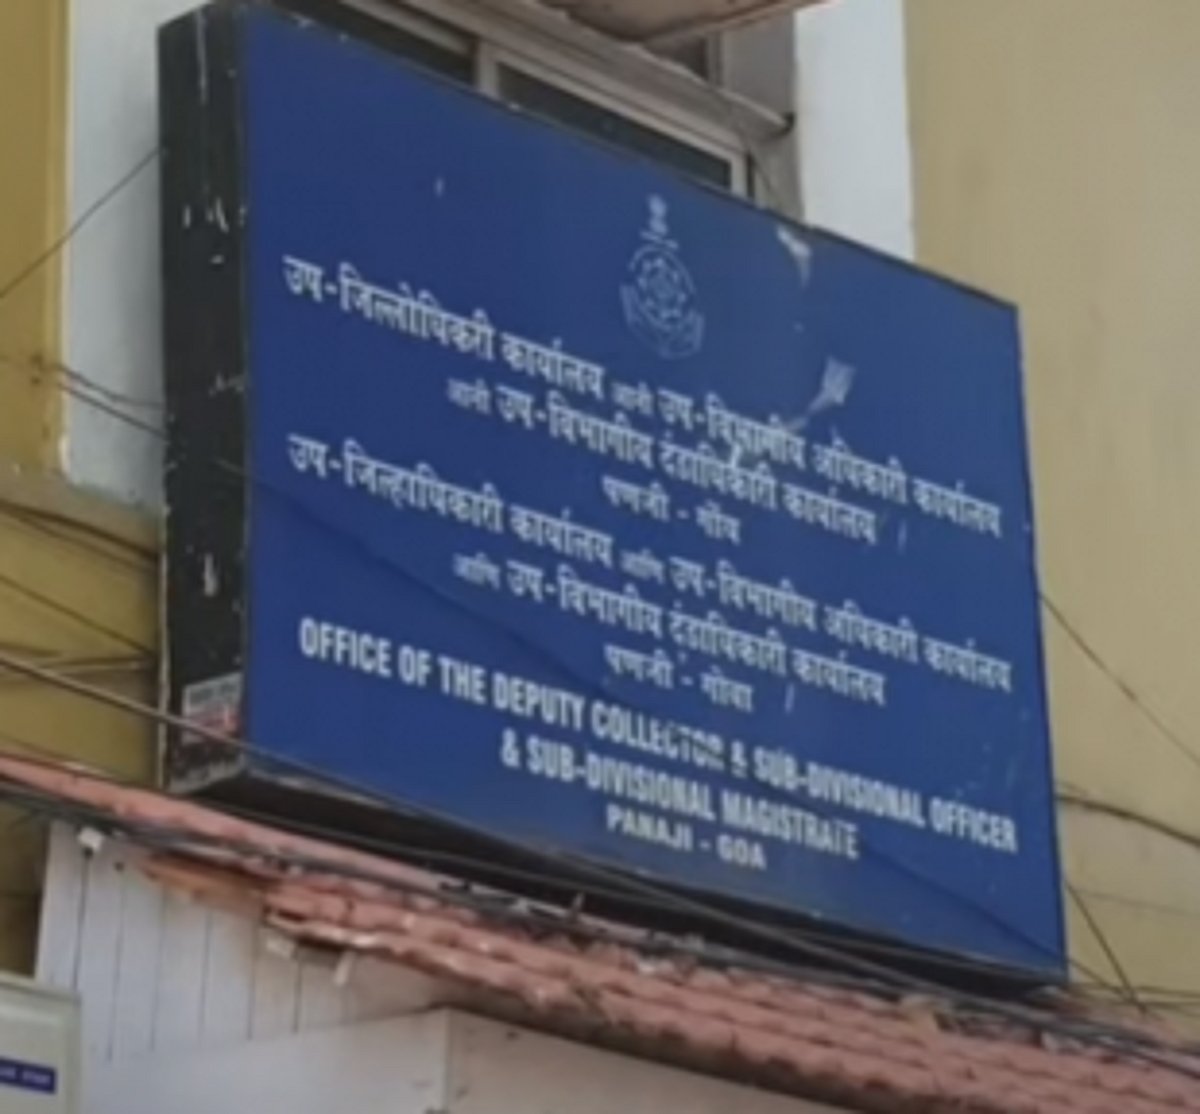 उप-जिल्लोधिकरी कार्यालय आनी उप-विभागीय अधिकारी कार्यालय
आनी उप-विभागीय दंडाधिकारी कार्यालय
पणजी - गोंय
उप-जिल्हाधिकारी कार्यालय आणि उप-विभागीय अधिकारी कार्यालय
आणि उप-विभागीय दंडाधिकारी कार्यालय
पणजी - गोवा
OFFICE OF THE DEPUTY COLLECTOR & SUB-DIVISIONAL OFFICER
& SUB-DIVISIONAL MAGISTRATE
PANAJI - GOA